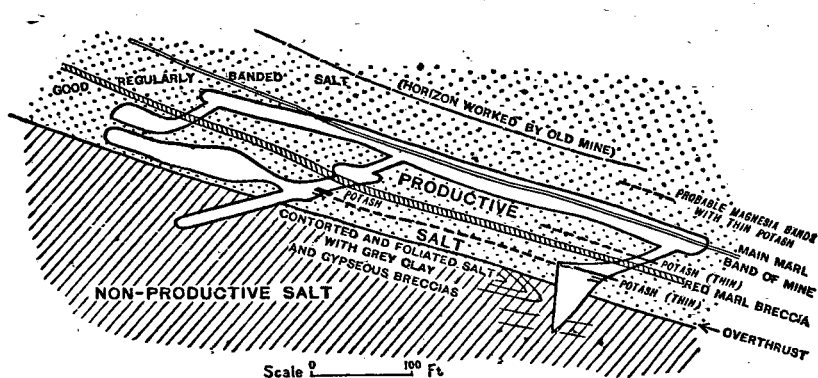 GOOD REGULARLY BANDED SALT
(HORIZON WORKED BY OLD MINE)
PROBABLE MAGNESIA BANDS
WITH THIN POTASH
PRODUCTIVE
SALT
POTASH
MAIN MARL
BAND OF MINE
POTASH (THIN)
RED MARL BRECCIA
POTASH (THIN)
CONTORTED AND FOLIATED SALT
WITH GREY CLAY
AND GYPSEOUS BRECCIAS
NON-PRODUCTIVE SALT
OVERTHRUST
Scale 0 100 Ft